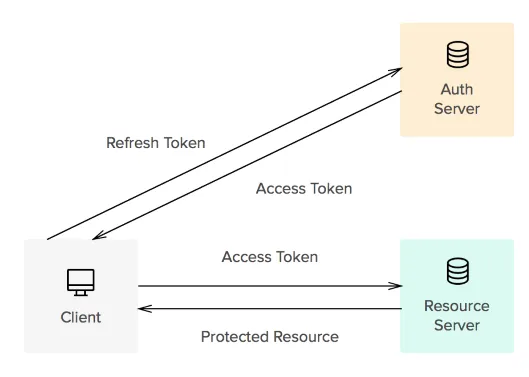 Auth
Server
Refresh Token
Access Token
Access Token
Client
Resource
Server
Protected Resource